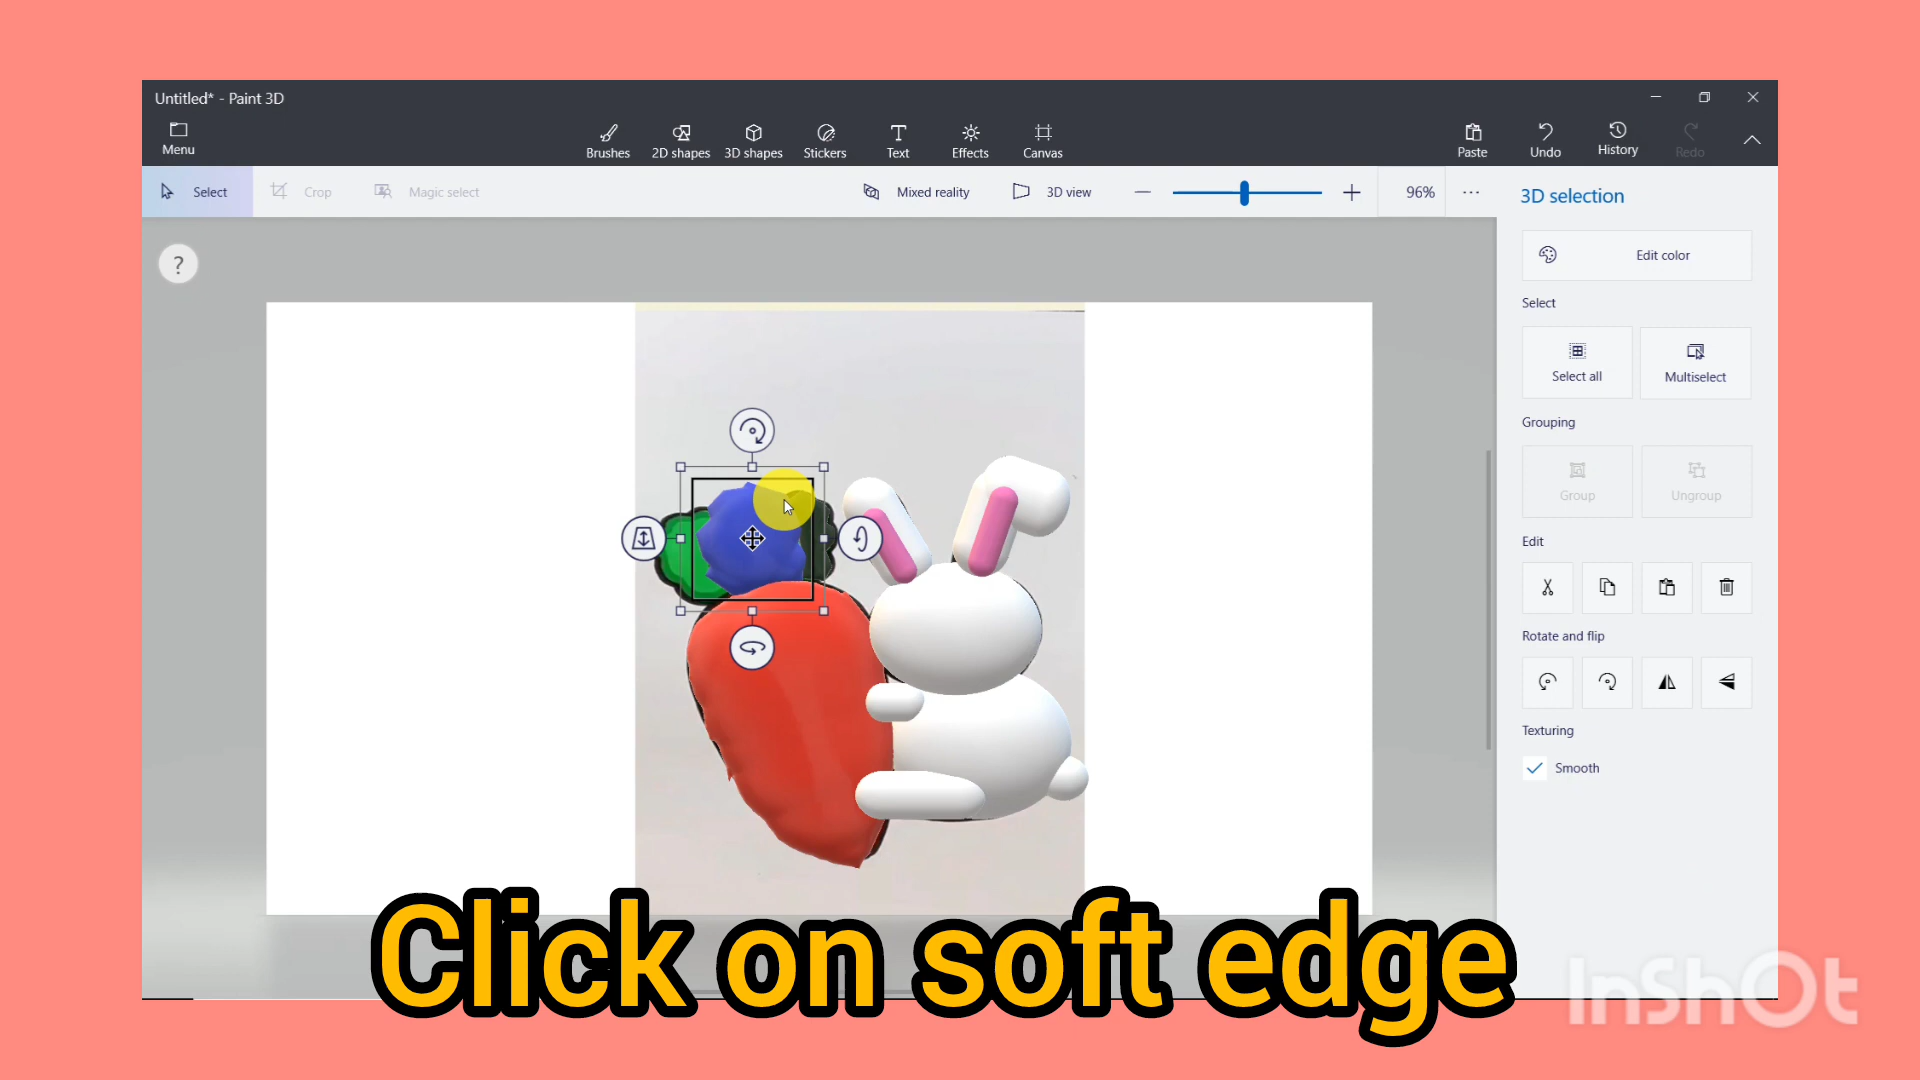 Untitled* - Paint 3D
Menu
Brushes
2D shapes
3D shapes
Stickers
Text
Effects
Canvas
Paste
Undo
History
Redo
Select
Crop
Magic select
Mixed reality
3D view
96%
3D selection
Edit color
Select
Select all
Multiselect
Grouping
Group
Ungroup
Edit
Rotate and flip
Texturing
Smooth
?
Click on soft edge
InShOt